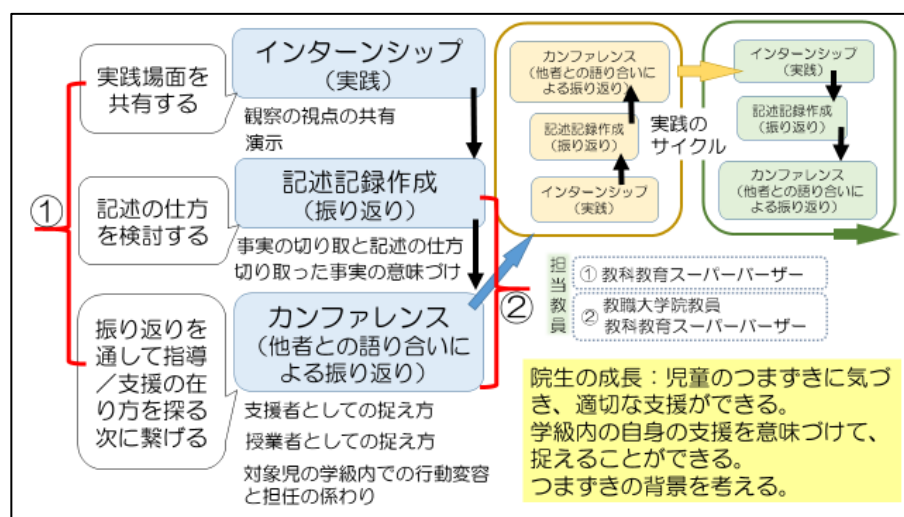 実践場面を
共有する
記述の仕方
を検討する
振り返りを
通して指導
/支援の在
り方を探る
次に繋げる
①
インターンシップ
(実践)
観察の視点の共有
演示
記述記録作成
(振り返り)
事実の切り取と記述の仕方
切り取った事実の意味づけ
カンファレンス
(他者との語り合いに
よる振り返り)
支援者としての捉え方
授業者としての捉え方
対象児の学級内での行動変容
と担任の係わり
②
カンファレンス
(他者との語り合いに
よる振り返り)
記述記録作成
(振り返り)
インターンシップ
(実践)
実践の
サイクル
インターンシップ
(実践)
記述記録作成
(振り返り)
カンファレンス
(他者との語り合いに
よる振り返り)
担当教員
①教科教育スーパーバーザー
②教職大学院教員
教科教育スーパーバーザー
院生の成長：児童のつまずきに気づ
き、適切な支援ができる。
学級内の自身の支援を意味づけて、
捉えることができる。
つまずきの背景を考える。